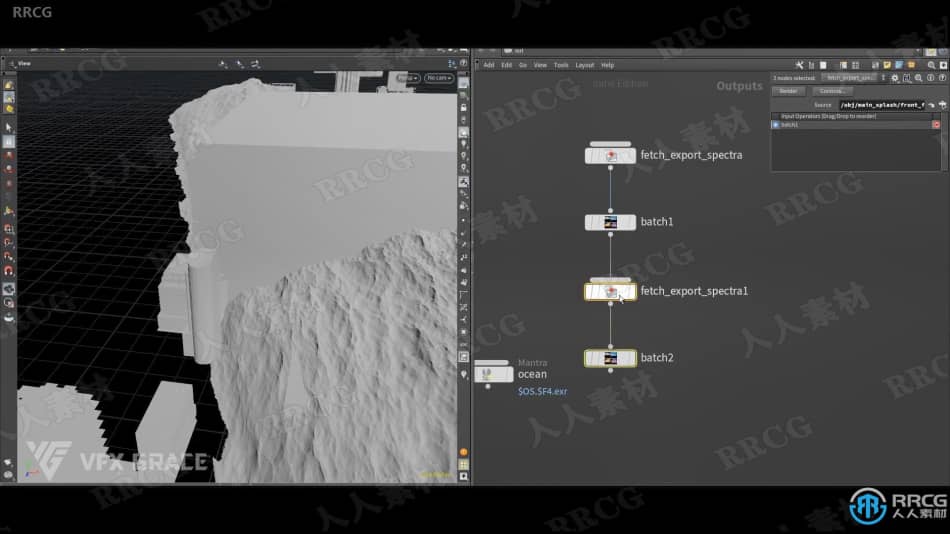 RRCG
View
Persp
No cam
VFX GRACE
out
Add Edit Go View Tools Layout Help
Outputs
fetch_export_spectra
batch1
fetch_export_spectra1
batch2
Mantra
ocean
$OS.$F4.exr
2 nodes selected:
fetch_export_spec...
Render
Controls...
Source
/obj/main_splash/front_f
Input Operators (Drag/Drop to reorder)
batch1
RRCG
人人素材